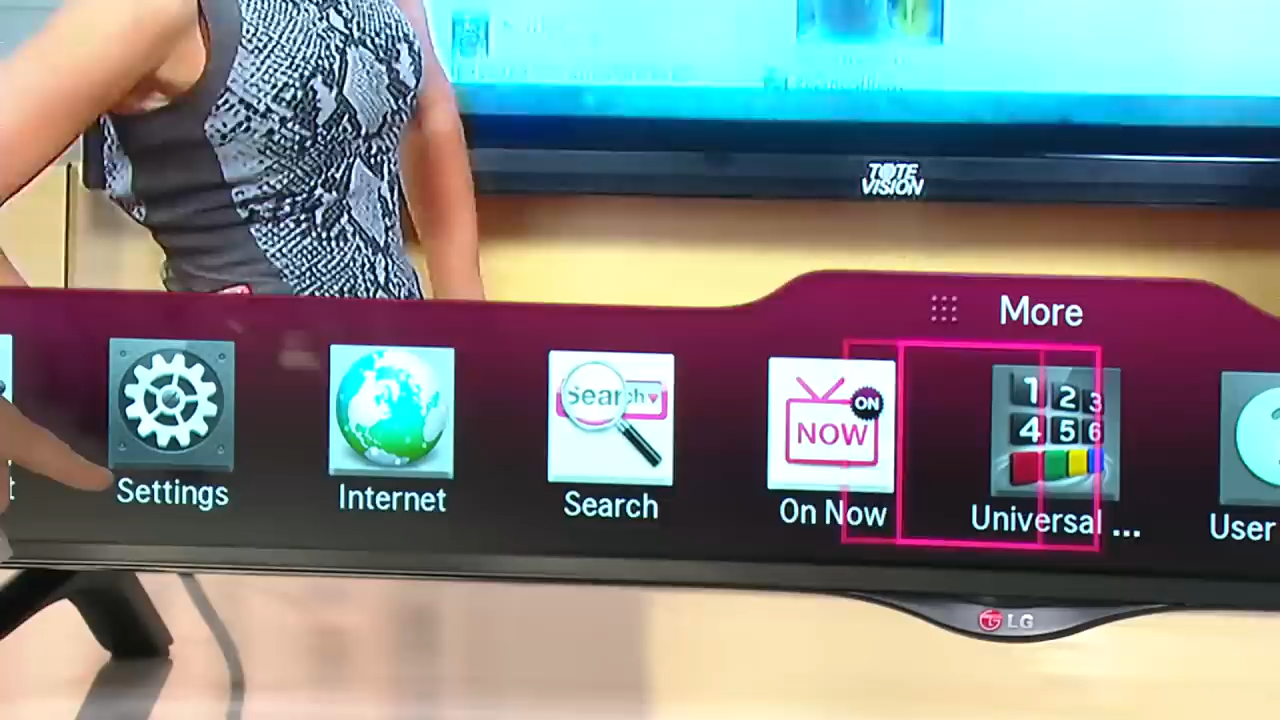 TOTE
VISION
More
Settings
Internet
Search
Search
NOW
ON
On Now
1 2 3
4 5 6
Universal ...
User
LG